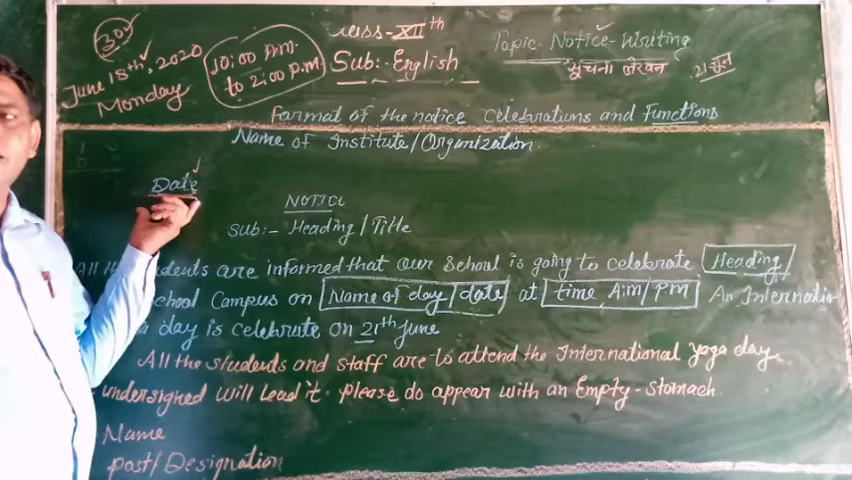 June 18th, 2020
Monday
10:00 A.M.
to 2:00 P.M
Class-XIIth
Sub:- English
Topic- Notice-Writing
सूचना लेखन
21 जून
Format of the notice celebrations and Functions
Name of Institute/Organization.
Date
NOTICE
Sub:- Heading/Title
students are informed that our School is going to celebrate Heading/
School Campus on Name of day/date at time A.M/P.M An Internation
a day is celebrate on 21th June
All the students and staff are to attend the International yoga day.
undersigned will Lead it. please do appear with an Empty-stomach.
Name
post/Designation